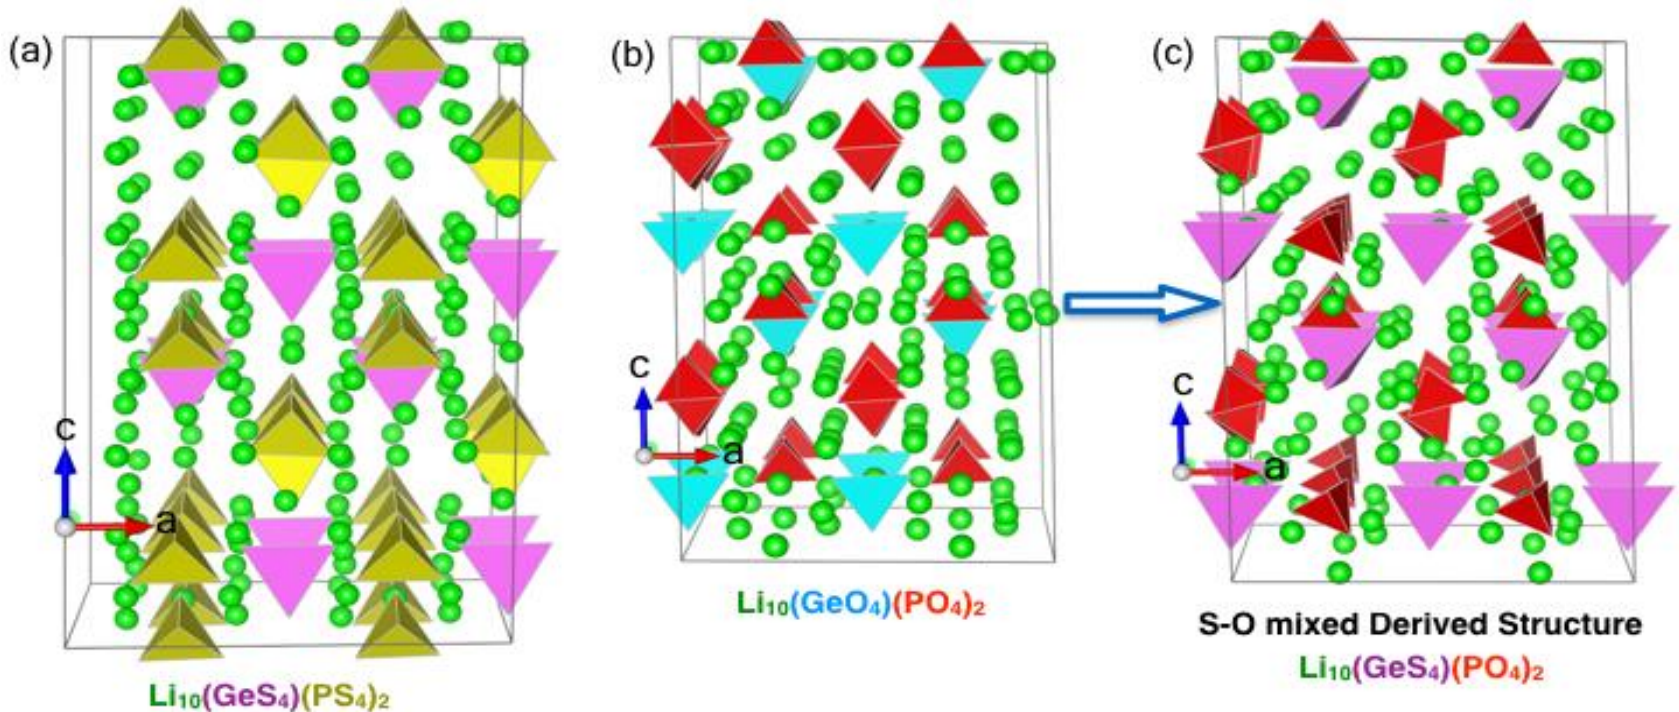 (a)
c
a
Li₁₀(GeS₄)(PS₄)₂
(b)
c
a
Li₁₀(GeO₄)(PO₄)₂
(c)
c
a
S-O mixed Derived Structure
Li₁₀(GeS₄)(PO₄)₂